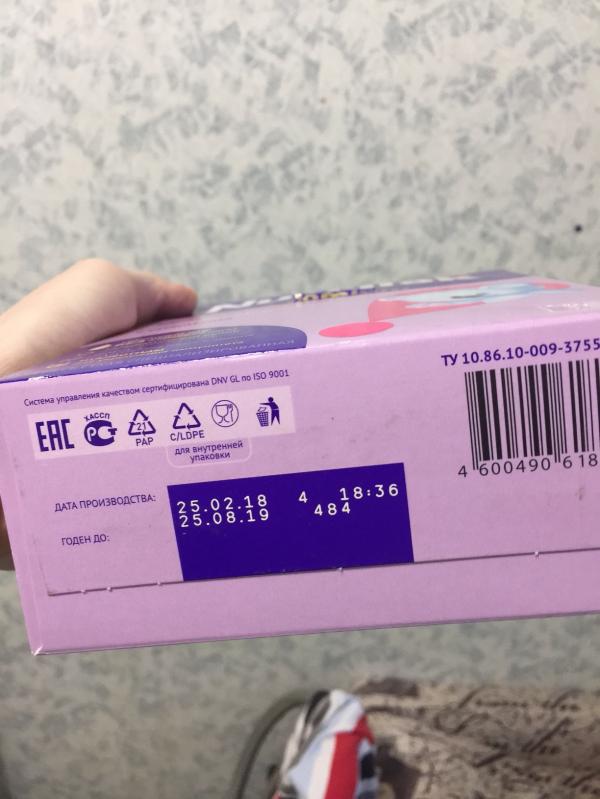 Система управления качеством сертифицирована DNV GL по ISO 9001
ТУ 10.86.10-009-3755
EAC
ХАССП
РСТ
21
PAP
C/LDPE
для внутренней
упаковки
4 600490 618
ДАТА ПРОИЗВОДСТВА:
25.02.18 4 18:36
25.08.19 484
ГОДЕН ДО: